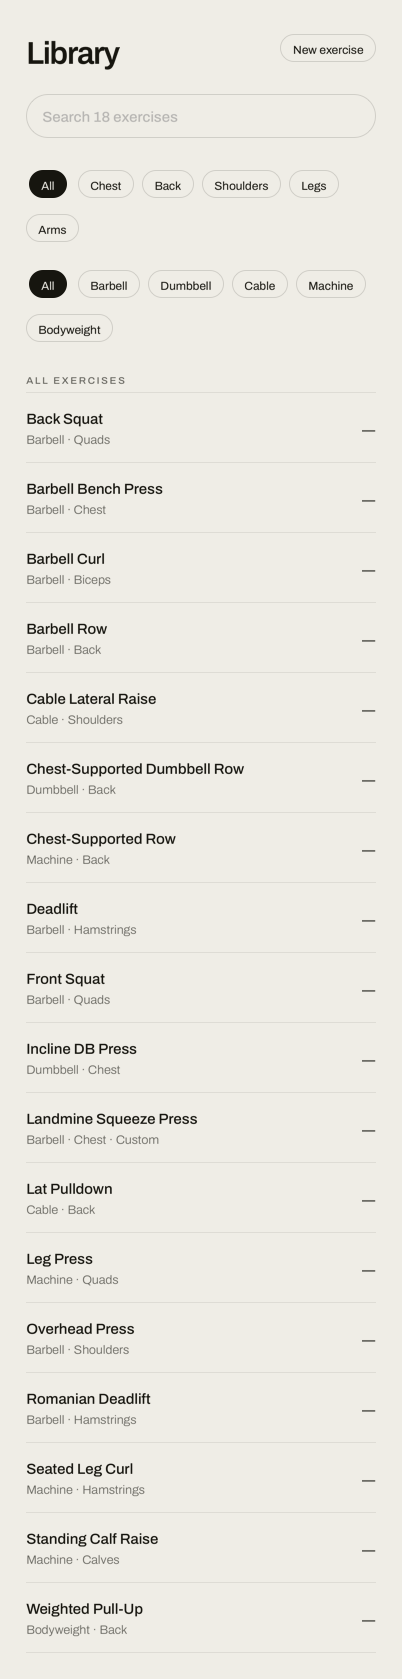 Library
New exercise
Search 18 exercises
All Chest Back Shoulders Legs
Arms
All Barbell Dumbbell Cable Machine
Bodyweight
ALL EXERCISES
Back Squat
Barbell · Quads
—
Barbell Bench Press
Barbell · Chest
—
Barbell Curl
Barbell · Biceps
—
Barbell Row
Barbell · Back
—
Cable Lateral Raise
Cable · Shoulders
—
Chest-Supported Dumbbell Row
Dumbbell · Back
—
Chest-Supported Row
Machine · Back
—
Deadlift
Barbell · Hamstrings
—
Front Squat
Barbell · Quads
—
Incline DB Press
Dumbbell · Chest
—
Landmine Squeeze Press
Barbell · Chest · Custom
—
Lat Pulldown
Cable · Back
—
Leg Press
Machine · Quads
—
Overhead Press
Barbell · Shoulders
—
Romanian Deadlift
Barbell · Hamstrings
—
Seated Leg Curl
Machine · Hamstrings
—
Standing Calf Raise
Machine · Calves
—
Weighted Pull-Up
Bodyweight · Back
—